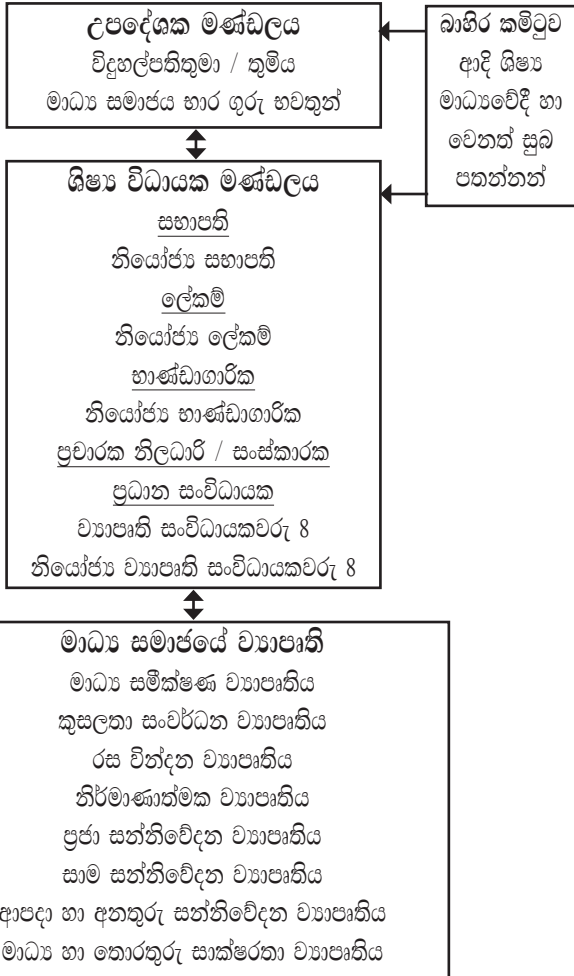 උපදේශක මණ්ඩලය
විදුහල්පතිතුමා / තුමිය
මාධ්‍ය සමාජය භාර ගුරු භවතුන්
බාහිර කමිටුව
ආදි ශිෂ්‍ය
මාධ්‍යවේදී හා
වෙනත් සුබ
පතන්නන්
ශිෂ්‍ය විධායක මණ්ඩලය
සභාපති
නියෝජ්‍ය සභාපති
ලේකම්
නියෝජ්‍ය ලේකම්
භාණ්ඩාගාරික
නියෝජ්‍ය භාණ්ඩාගාරික
ප්‍රචාරක නිලධාරි / සංස්කාරක
ප්‍රධාන සංවිධායක
ව්‍යාපෘති සංවිධායකවරු 8
නියෝජ්‍ය ව්‍යාපෘති සංවිධායකවරු 8
මාධ්‍ය සමාජයේ ව්‍යාපෘති
මාධ්‍ය සමීක්ෂණ ව්‍යාපෘතිය
කුසලතා සංවර්ධන ව්‍යාපෘතිය
රස වින්දන ව්‍යාපෘතිය
නිර්මාණාත්මක ව්‍යාපෘතිය
ප්‍රජා සන්නිවේදන ව්‍යාපෘතිය
සාම සන්නිවේදන ව්‍යාපෘතිය
ආපදා හා අනතුරු සන්නිවේදන ව්‍යාපෘතිය
මාධ්‍ය හා තොරතුරු සාක්ෂරතා ව්‍යාපෘතිය